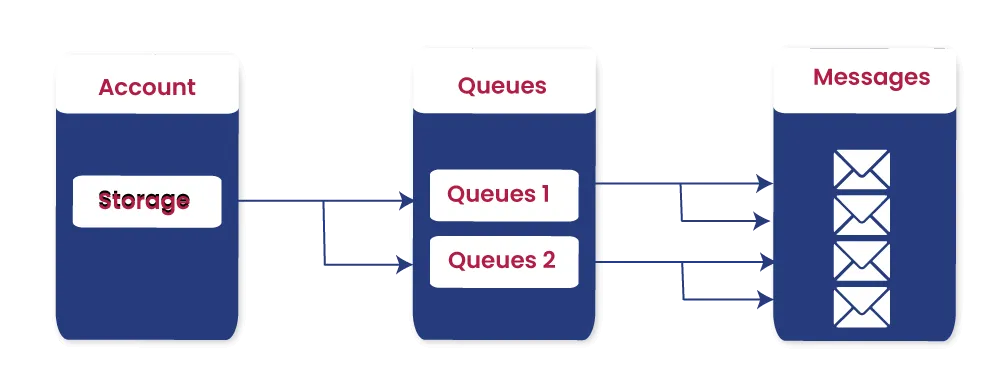 Account
Storage
Queues
Queues 1
Queues 2
Messages